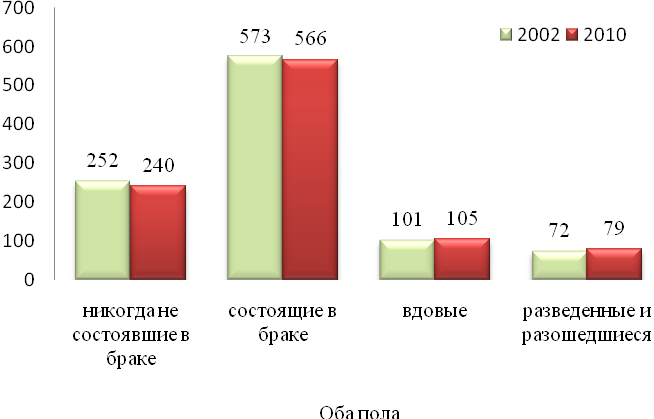 700
600
500
400
300
200
100
0
2002 2010
252 240
573 566
101 105
72 79
никогда не
состоявшие в
браке
состоящие в
браке
вдовые
разведенные и
разошедшиеся
Оба пола